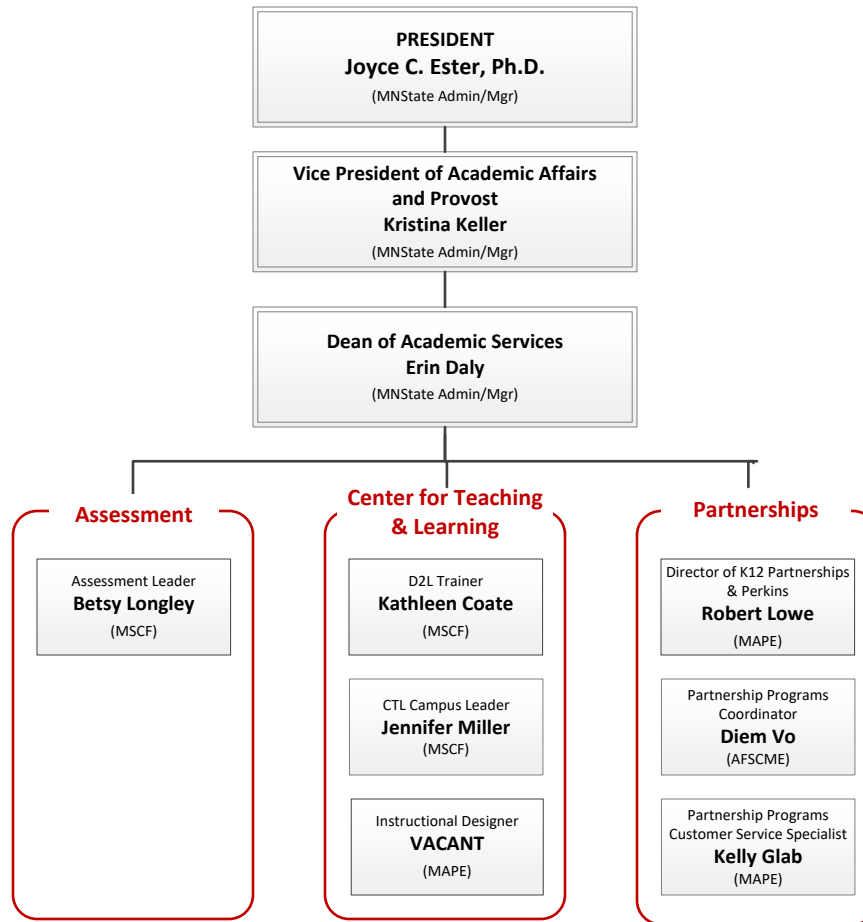 PRESIDENT
Joyce C. Ester, Ph.D.
(MNState Admin/Mgr)
Vice President of Academic Affairs
and Provost
Kristina Keller
(MNState Admin/Mgr)
Dean of Academic Services
Erin Daly
(MNState Admin/Mgr)
Assessment
Assessment Leader
Betsy Longley
(MSCF)
Center for Teaching
& Learning
D2L Trainer
Kathleen Coate
(MSCF)
CTL Campus Leader
Jennifer Miller
(MSCF)
Instructional Designer
VACANT
(MAPE)
Partnerships
Director of K12 Partnerships
& Perkins
Robert Lowe
(MAPE)
Partnership Programs
Coordinator
Diem Vo
(AFSCME)
Partnership Programs
Customer Service Specialist
Kelly Glab
(MAPE)